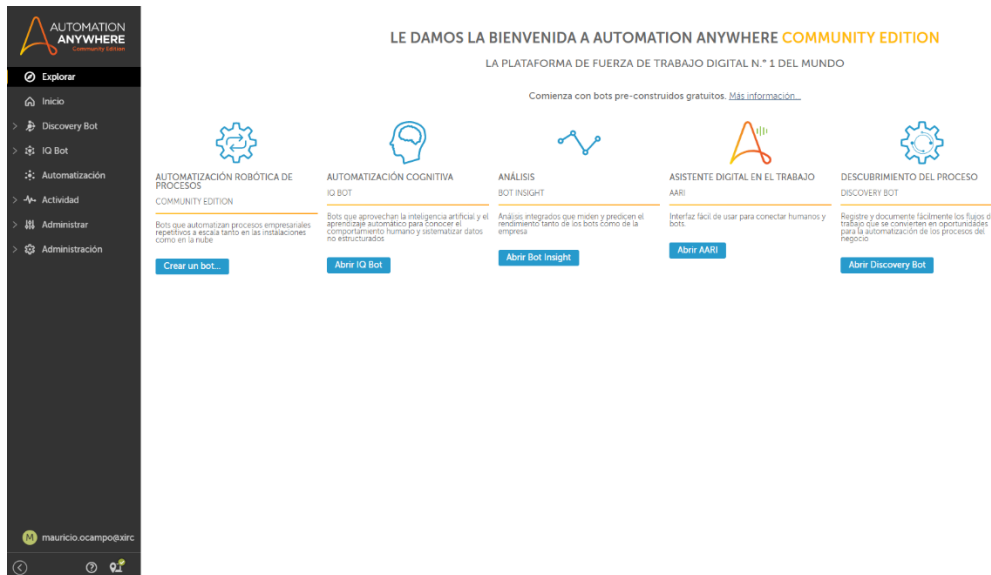 AUTOMATION
ANYWHERE
Community Edition
Explorar
Inicio
Discovery Bot
IQ Bot
Automatización
Actividad
Administrar
Administración
M mauricio.ocampo@xirc
LE DAMOS LA BIENVENIDA A AUTOMATION ANYWHERE COMMUNITY EDITION
LA PLATAFORMA DE FUERZA DE TRABAJO DIGITAL N.° 1 DEL MUNDO
Comienza con bots pre-construidos gratuitos. Más información...
AUTOMATIZACIÓN ROBÓTICA DE
PROCESOS
COMMUNITY EDITION
Bots que automatizan procesos empresariales
repetitivos a escala tanto en las instalaciones
como en la nube
Crear un bot...
AUTOMATIZACIÓN COGNITIVA
IQ BOT
Bots que aprovechan la inteligencia artificial y el
aprendizaje automático para conocer el
comportamiento humano y sistematizar datos
no estructurados
Abrir IQ Bot
ANÁLISIS
BOT INSIGHT
Análisis integrados que miden y predicen el
rendimiento tanto de los bots como de la
empresa
Abrir Bot Insight
ASISTENTE DIGITAL EN EL TRABAJO
AARI
Interfaz fácil de usar para conectar humanos y
bots.
Abrir AARI
DESCUBRIMIENTO DEL PROCESO
DISCOVERY BOT
Registre y documente fácilmente los flujos d
trabajo que se convierten en oportunidades
para la automatización de los procesos del
negocio
Abrir Discovery Bot